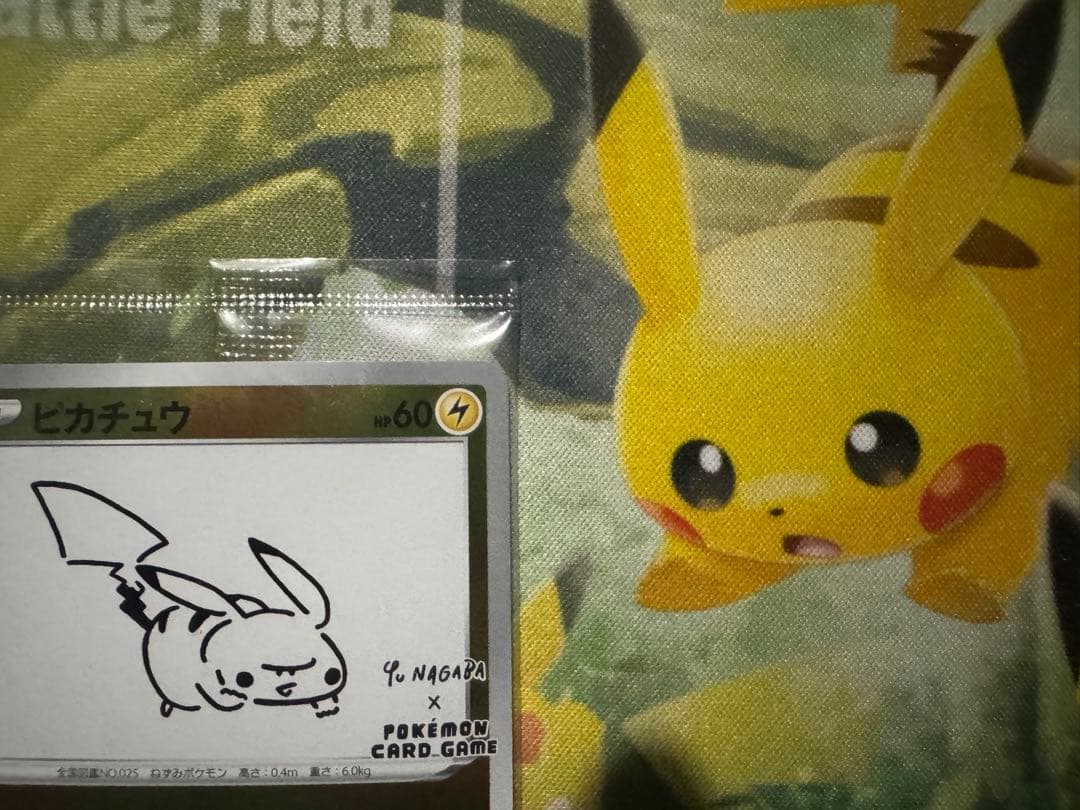 attle Field
ピカチュウ HP60
Yu NAGABA
×
POKÉMON
CARD GAME
全国図鑑NO.025 ねずみポケモン 高さ:0.4m 重さ:6.0kg